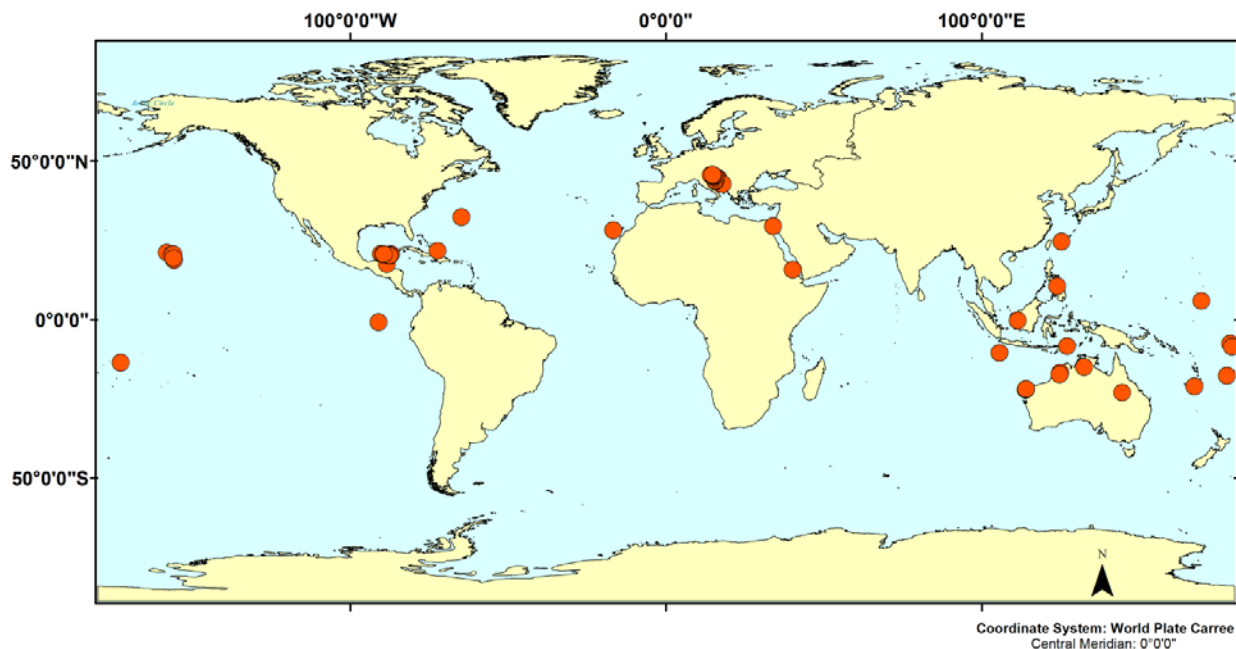 100°0'0"W 0°0'0" 100°0'0"E
Circle
50°0'0"N
0°0'0"
50°0'0"S
N
Coordinate System: World Plate Carree
Central Meridian: 0°0'0"